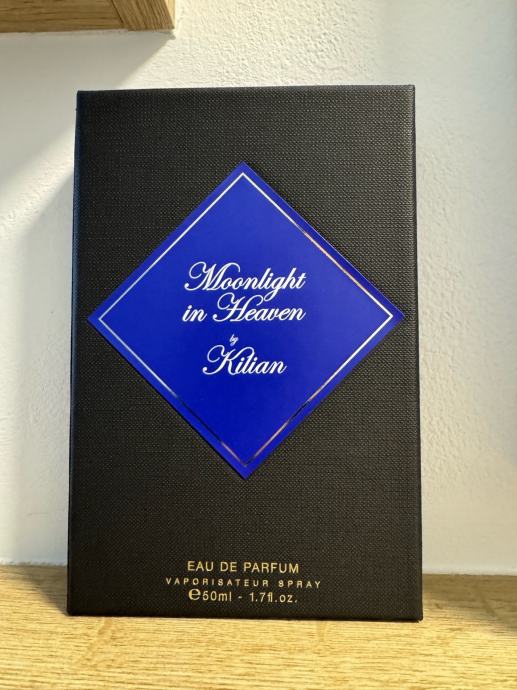 Moonlight
in Heaven
by
Kilian
EAU DE PARFUM
VAPORISATEUR SPRAY
℮50ml - 1.7fl.oz.